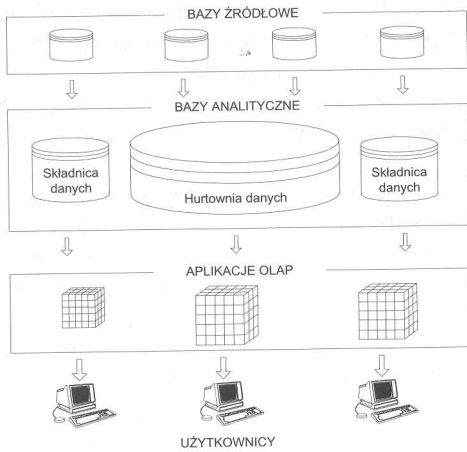 BAZY ŹRÓDŁOWE
BAZY ANALITYCZNE
Składnica
danych
Hurtownia danych
Składnica
danych
APLIKACJE OLAP
UŻYTKOWNICY